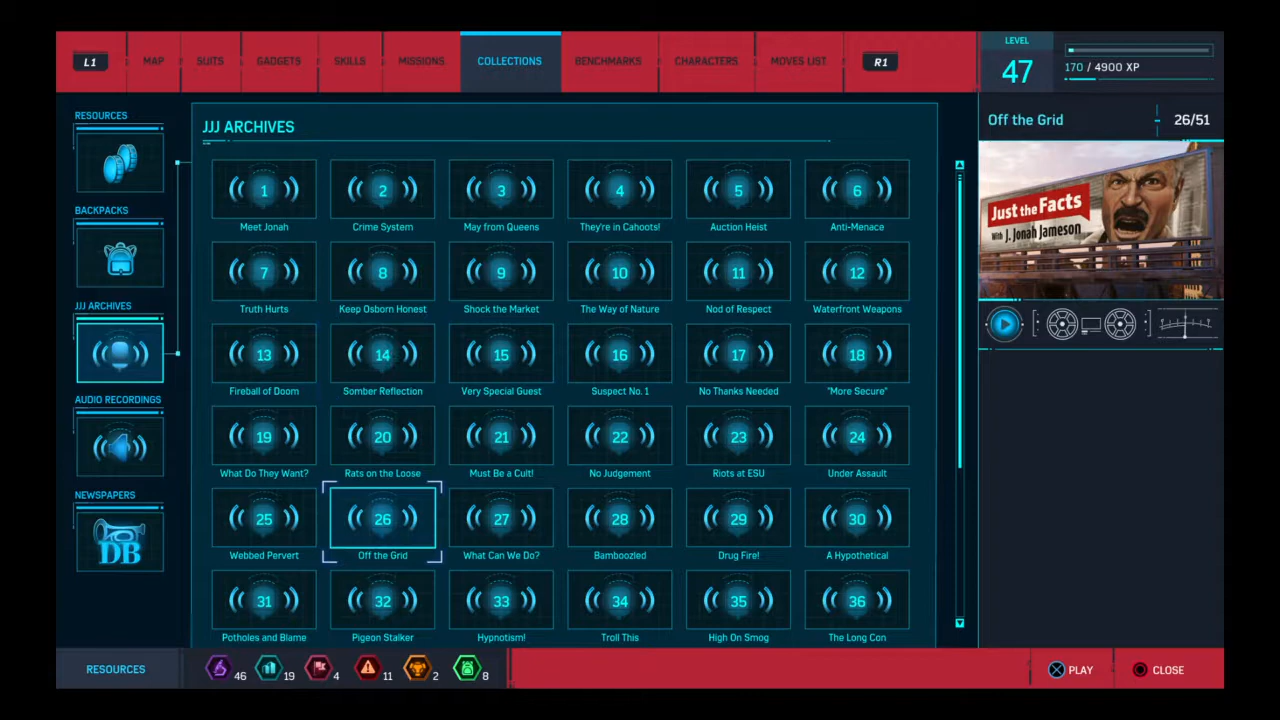 L1
MAP
SUITS
GADGETS
SKILLS
MISSIONS
COLLECTIONS
BENCHMARKS
CHARACTERS
MOVES LIST
R1
LEVEL
47
170 / 4900 XP
RESOURCES
BACKPACKS
JJJ ARCHIVES
AUDIO RECORDINGS
NEWSPAPERS
DB
JJJ ARCHIVES
1 2 3 4 5 6
Meet Jonah Crime System May from Queens They're in Cahoots! Auction Heist Anti-Menace
7 8 9 10 11 12
Truth Hurts Keep Osborn Honest Shock the Market The Way of Nature Nod of Respect Waterfront Weapons
13 14 15 16 17 18
Fireball of Doom Somber Reflection Very Special Guest Suspect No. 1 No Thanks Needed "More Secure"
19 20 21 22 23 24
What Do They Want? Rats on the Loose Must Be a Cult! No Judgement Riots at ESU Under Assault
25 26 27 28 29 30
Webbed Pervert Off the Grid What Can We Do? Bamboozled Drug Fire! A Hypothetical
31 32 33 34 35 36
Potholes and Blame Pigeon Stalker Hypnotism! Troll This High On Smog The Long Con
Off the Grid 26/51
Just the Facts
With J. Jonah Jameson
RESOURCES 46 19 4 11 2 8
PLAY CLOSE